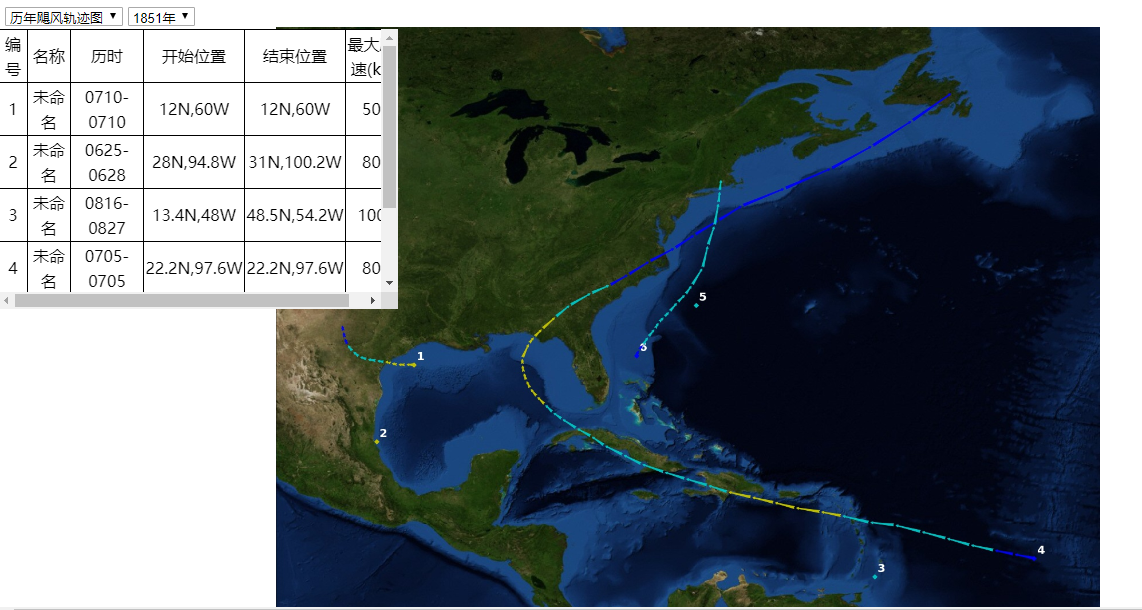 历年飓风轨迹图 1851年
编号 名称 历时 开始位置 结束位置 最大
速(k
1 未命名 0710-0710 12N,60W 12N,60W 50
2 未命名 0625-0628 28N,94.8W 31N,100.2W 80
3 未命名 0816-0827 13.4N,48W 48.5N,54.2W 100
4 未命名 0705-0705 22.2N,97.6W 22.2N,97.6W 80
5
6
1
2
4
3